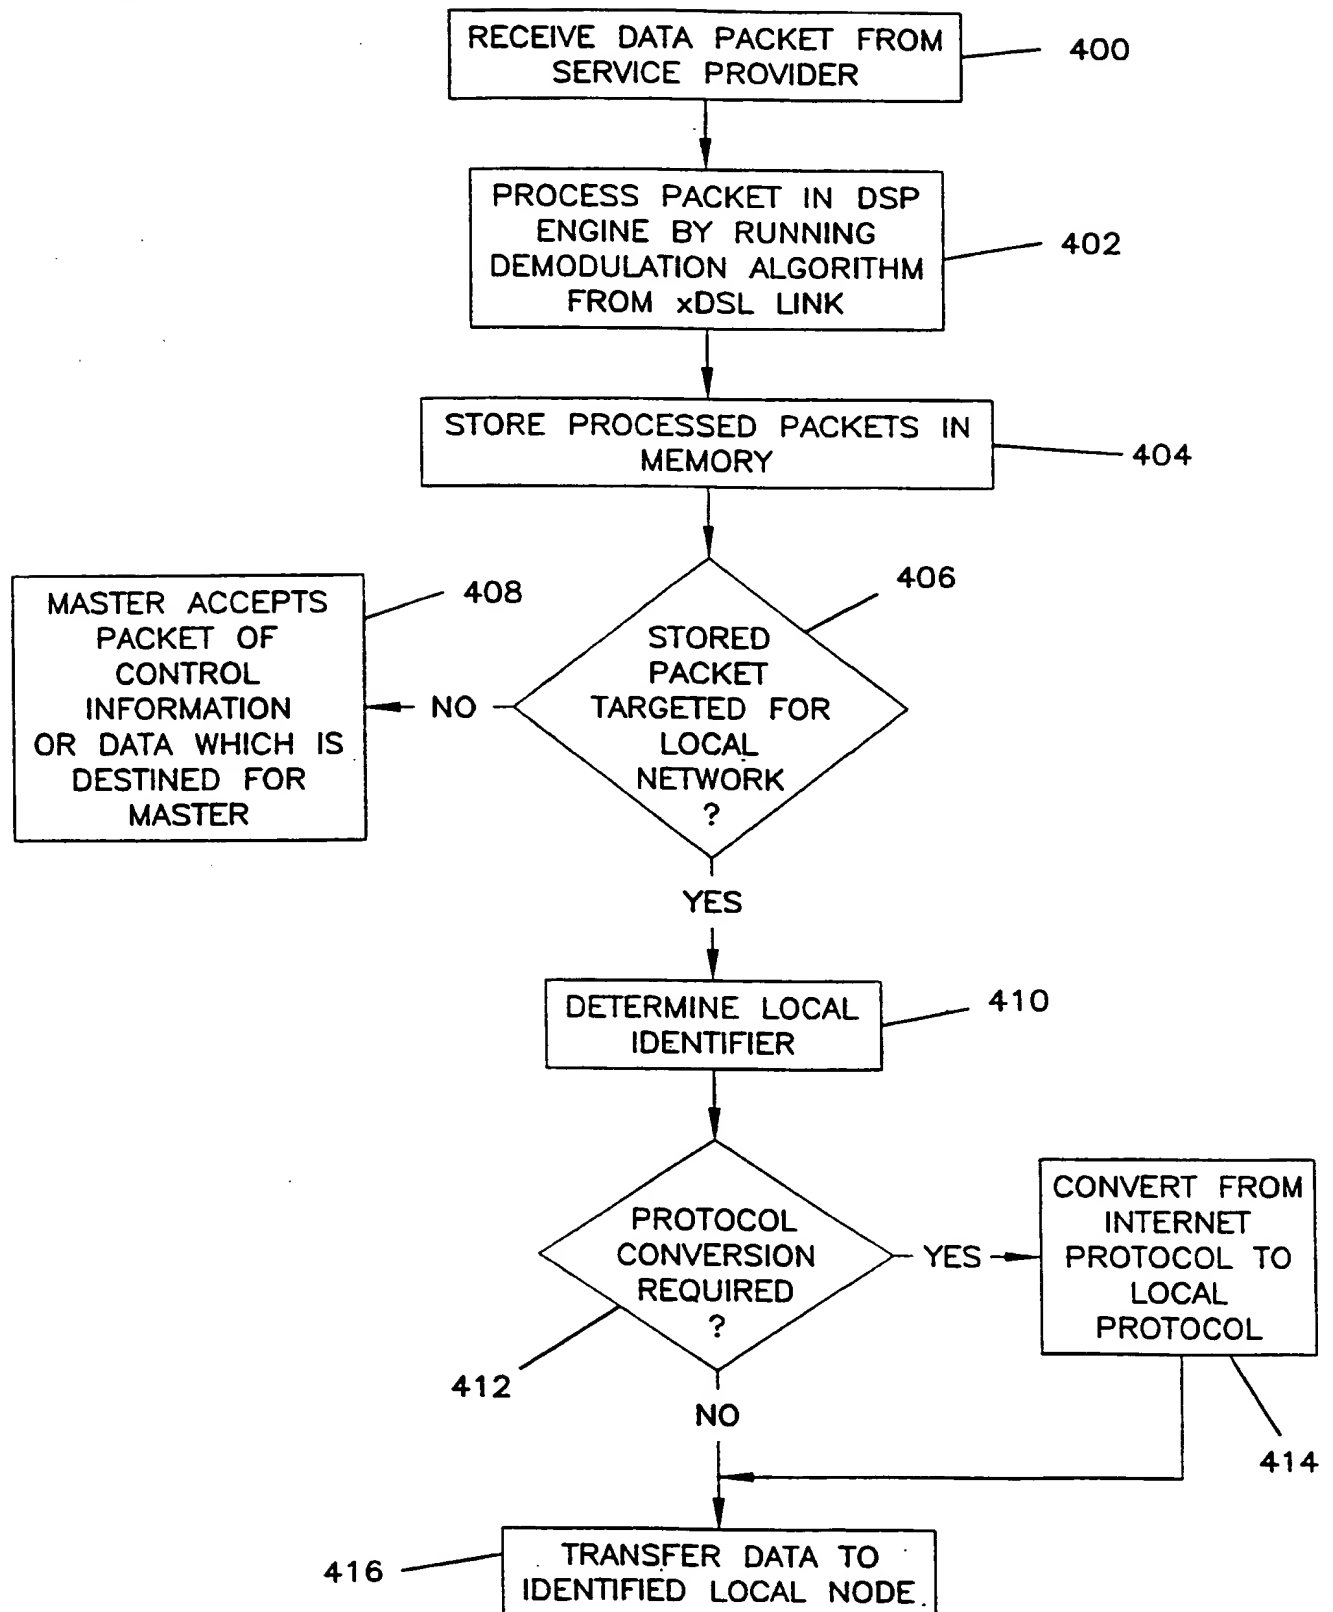 RECEIVE DATA PACKET FROM
SERVICE PROVIDER
400
PROCESS PACKET IN DSP
ENGINE BY RUNNING
DEMODULATION ALGORITHM
FROM xDSL LINK
402
STORE PROCESSED PACKETS IN
MEMORY
404
406
STORED
PACKET
TARGETED FOR
LOCAL
NETWORK
?
NO
408
MASTER ACCEPTS
PACKET OF
CONTROL
INFORMATION
OR DATA WHICH IS
DESTINED FOR
MASTER
YES
DETERMINE LOCAL
IDENTIFIER
410
PROTOCOL
CONVERSION
REQUIRED
?
412
YES
CONVERT FROM
INTERNET
PROTOCOL TO
LOCAL
PROTOCOL
414
NO
TRANSFER DATA TO
IDENTIFIED LOCAL NODE
416